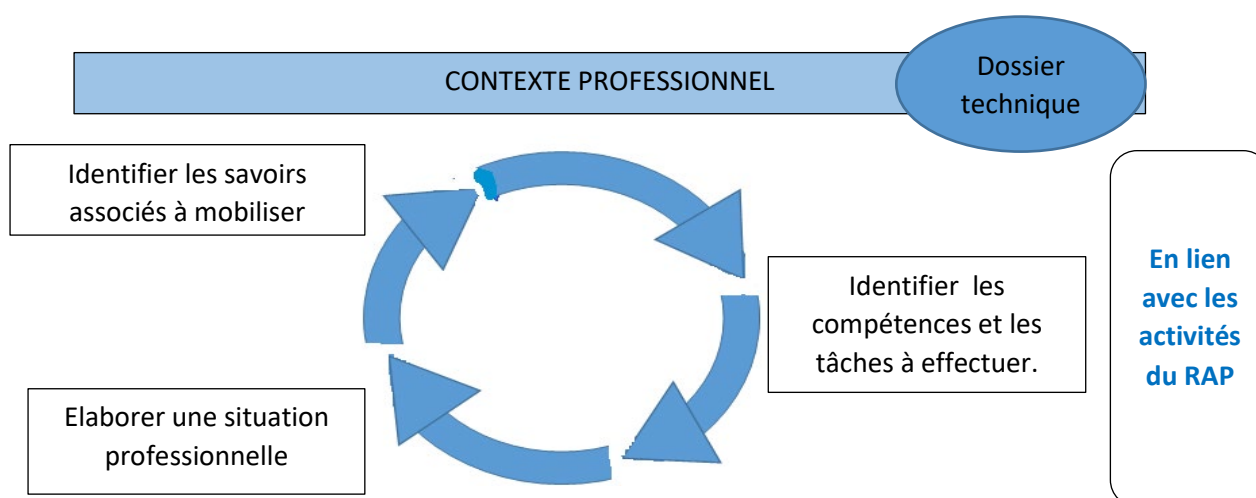 CONTEXTE PROFESSIONNEL
Dossier
technique
Identifier les savoirs
associés à mobiliser
Identifier les
compétences et les
tâches à effectuer.
En lien
avec les
activités
du RAP
Elaborer une situation
professionnelle